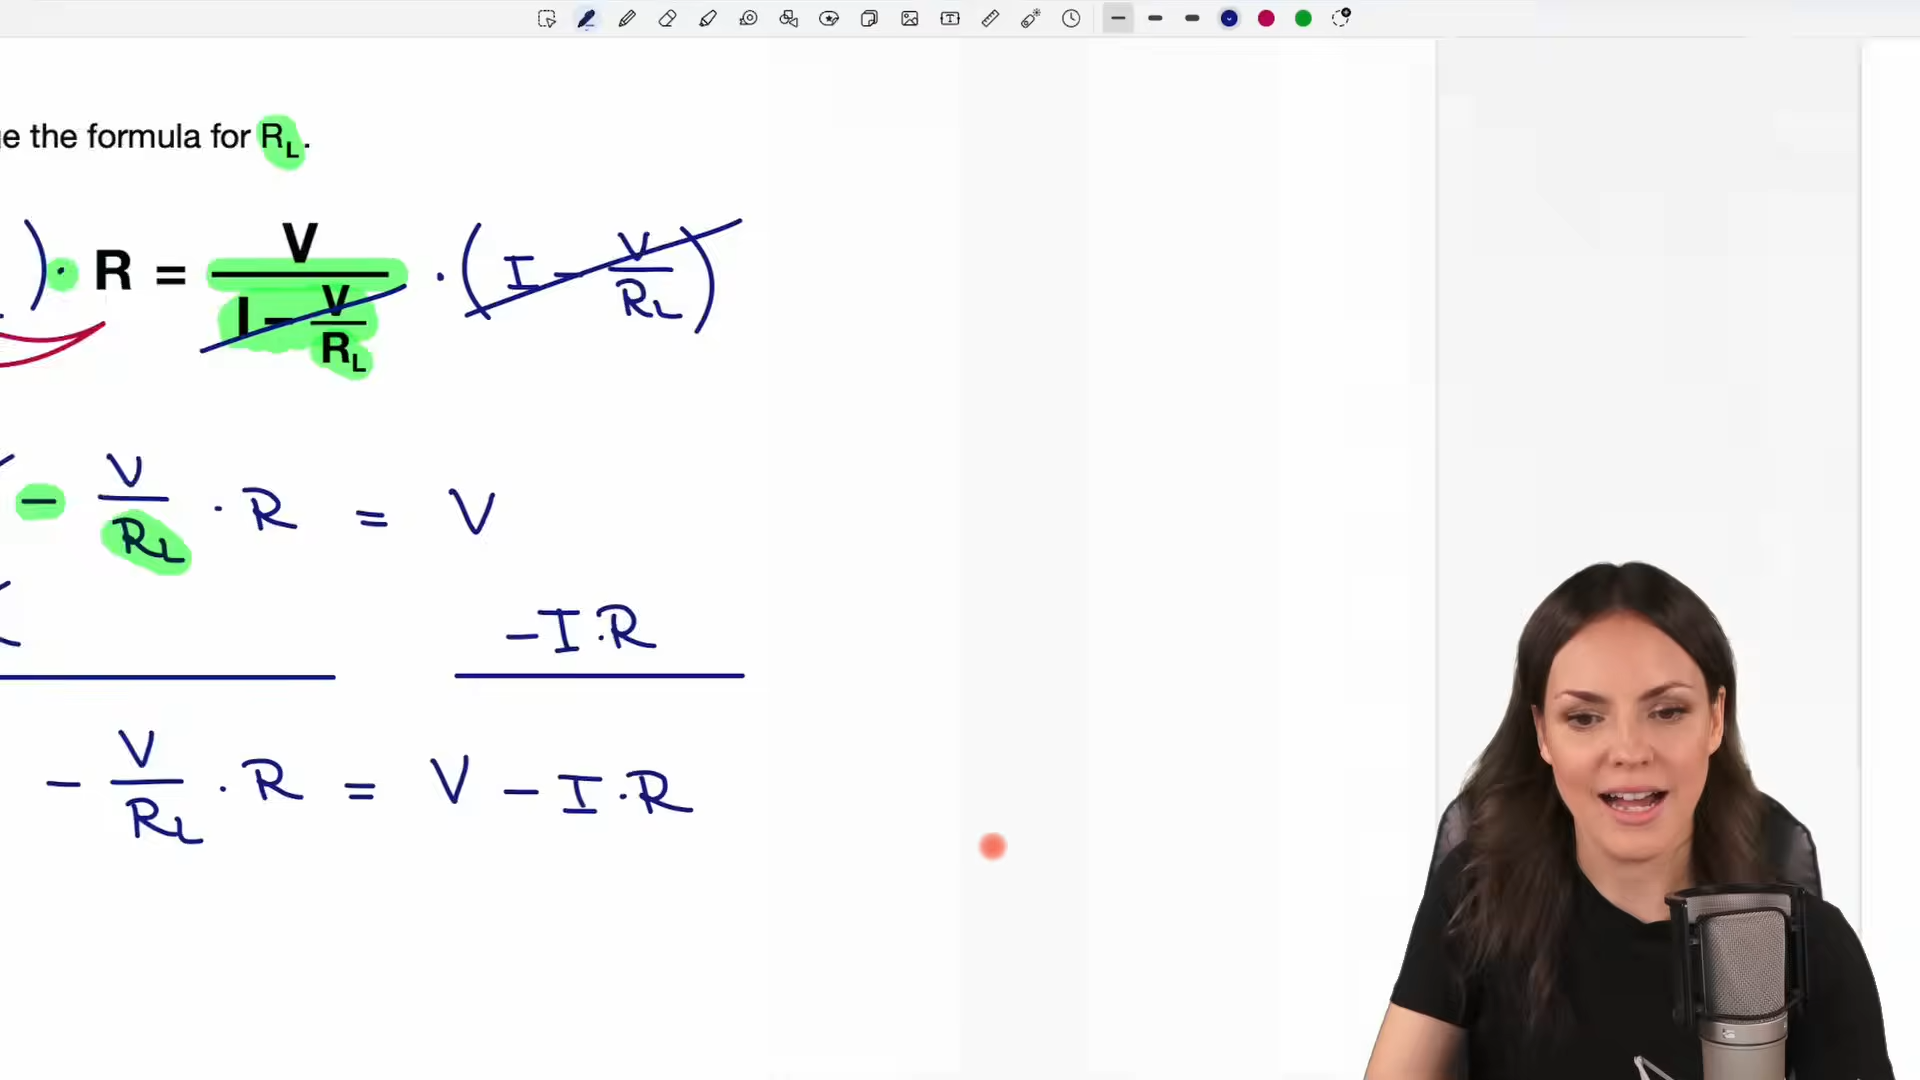 e the formula for R_L.
) · R = V / (I − V/R_L) · (I − V/R_L)
− V/R_L · R = V
−I·R
− V/R_L · R = V − I·R